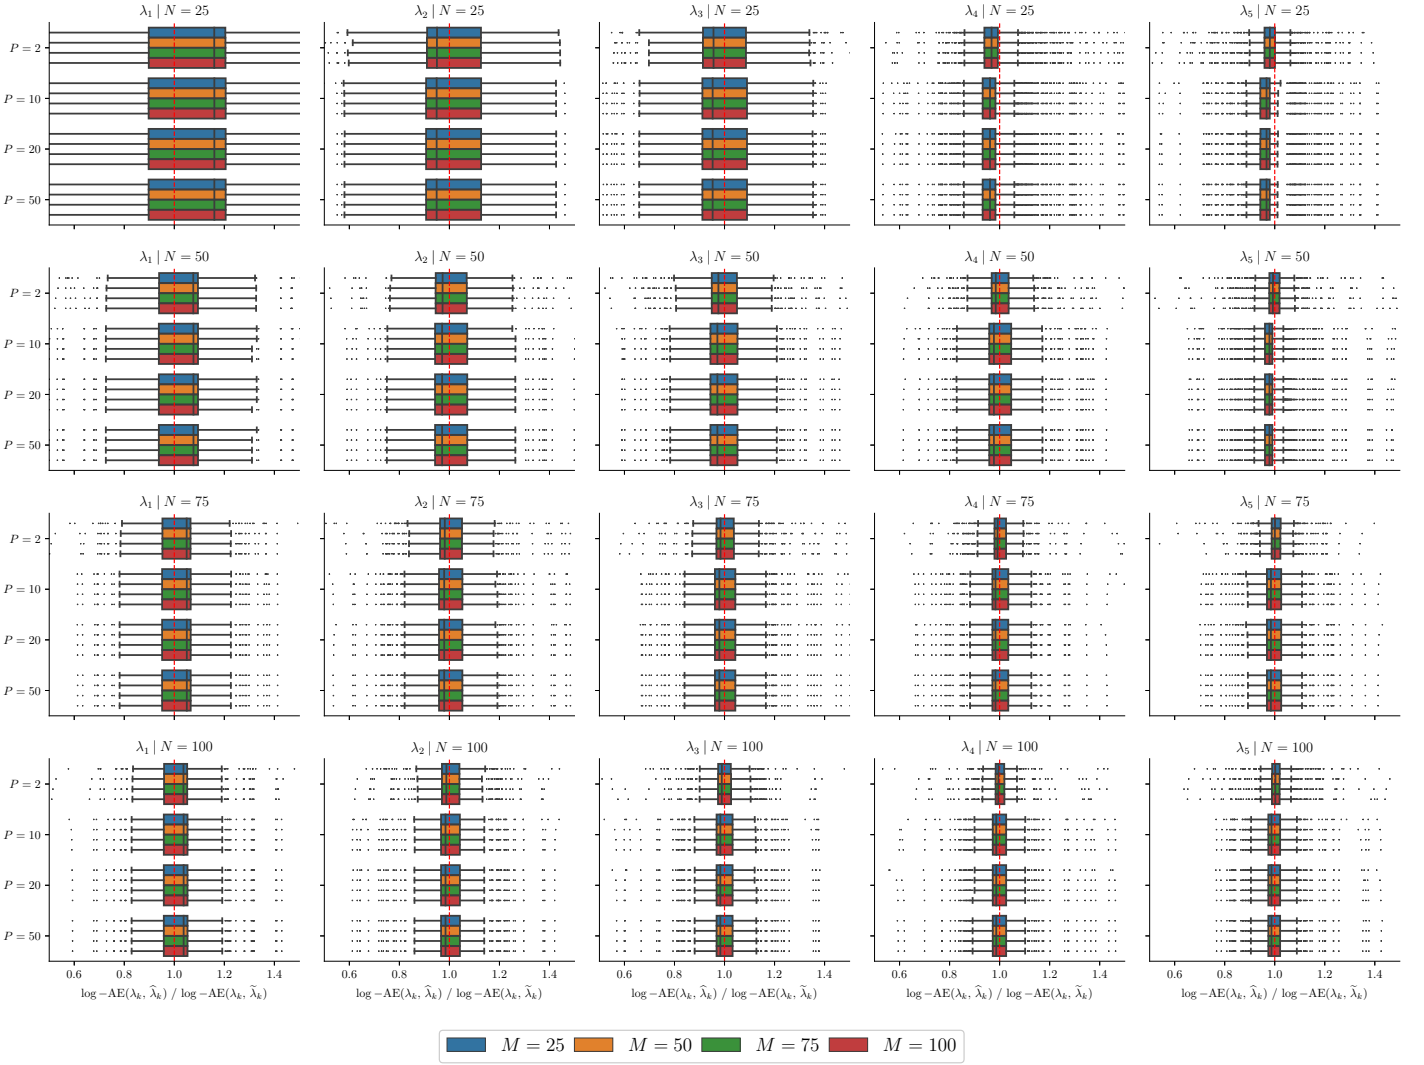 λ₁ | N = 25 λ₂ | N = 25 λ₃ | N = 25 λ₄ | N = 25 λ₅ | N = 25
P = 2
P = 10
P = 20
P = 50
λ₁ | N = 50 λ₂ | N = 50 λ₃ | N = 50 λ₄ | N = 50 λ₅ | N = 50
P = 2
P = 10
P = 20
P = 50
λ₁ | N = 75 λ₂ | N = 75 λ₃ | N = 75 λ₄ | N = 75 λ₅ | N = 75
P = 2
P = 10
P = 20
P = 50
λ₁ | N = 100 λ₂ | N = 100 λ₃ | N = 100 λ₄ | N = 100 λ₅ | N = 100
P = 2
P = 10
P = 20
P = 50
0.6 0.8 1.0 1.2 1.4 0.6 0.8 1.0 1.2 1.4 0.6 0.8 1.0 1.2 1.4 0.6 0.8 1.0 1.2 1.4 0.6 0.8 1.0 1.2 1.4
log −AE(λₖ, λ̂ₖ) / log −AE(λₖ, λ̃ₖ) log −AE(λₖ, λ̂ₖ) / log −AE(λₖ, λ̃ₖ) log −AE(λₖ, λ̂ₖ) / log −AE(λₖ, λ̃ₖ) log −AE(λₖ, λ̂ₖ) / log −AE(λₖ, λ̃ₖ) log −AE(λₖ, λ̂ₖ) / log −AE(λₖ, λ̃ₖ)
M = 25 M = 50 M = 75 M = 100